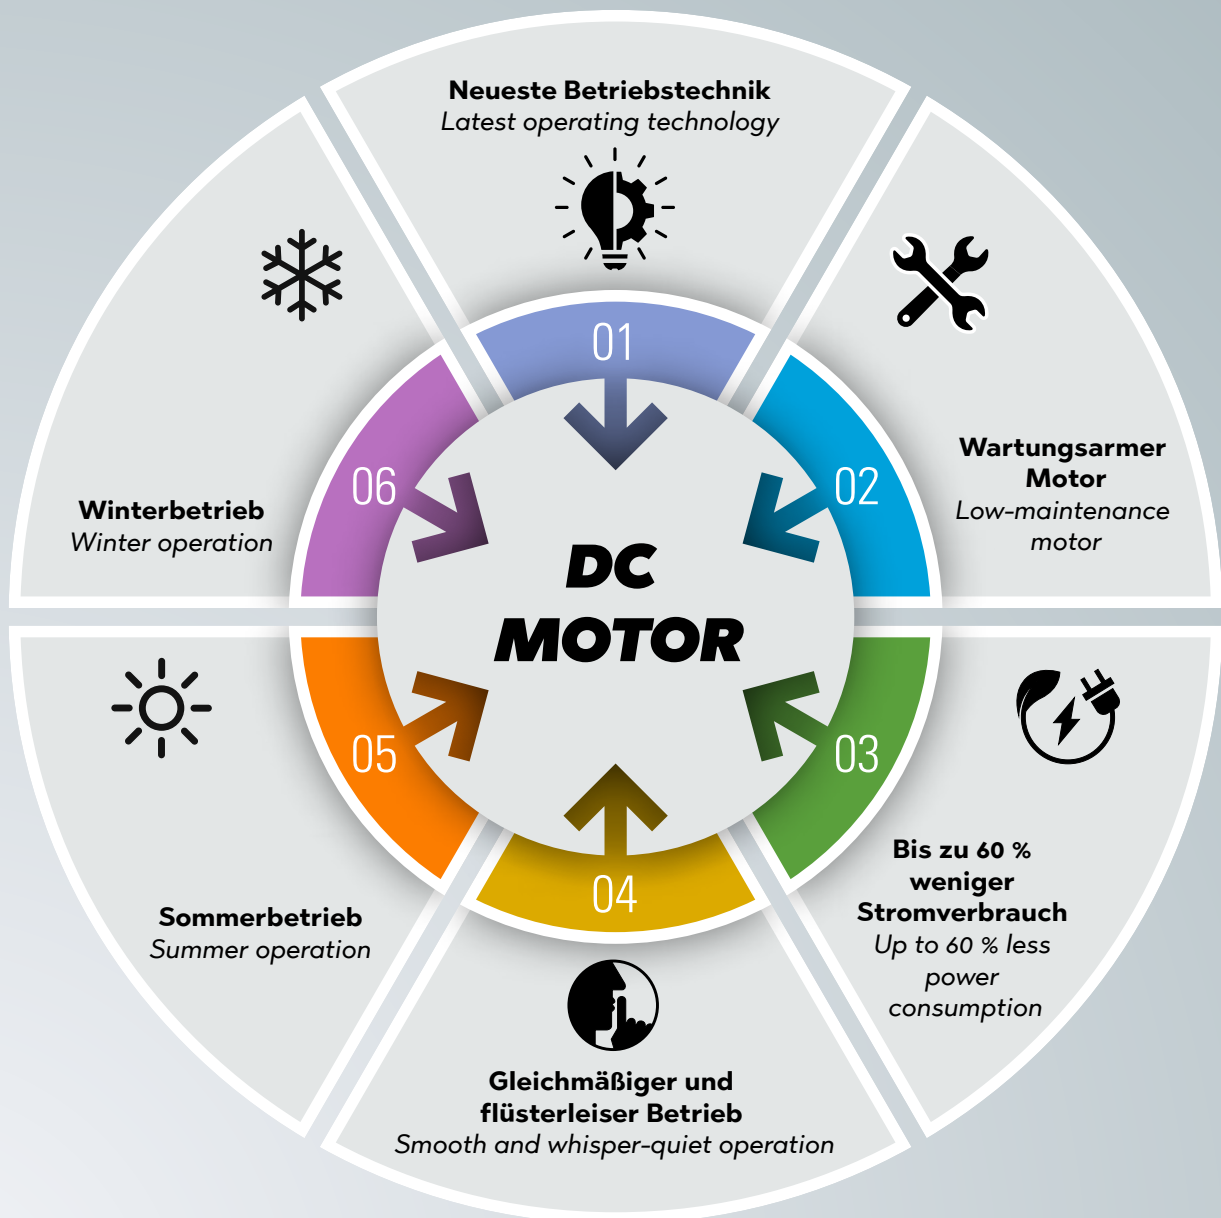 Neueste Betriebstechnik
Latest operating technology
01
02
Wartungsarmer
Motor
Low-maintenance
motor
03
Bis zu 60 %
weniger
Stromverbrauch
Up to 60 % less
power
consumption
04
Gleichmäßiger und
flüsterleiser Betrieb
Smooth and whisper-quiet operation
05
Sommerbetrieb
Summer operation
06
Winterbetrieb
Winter operation
DC
MOTOR